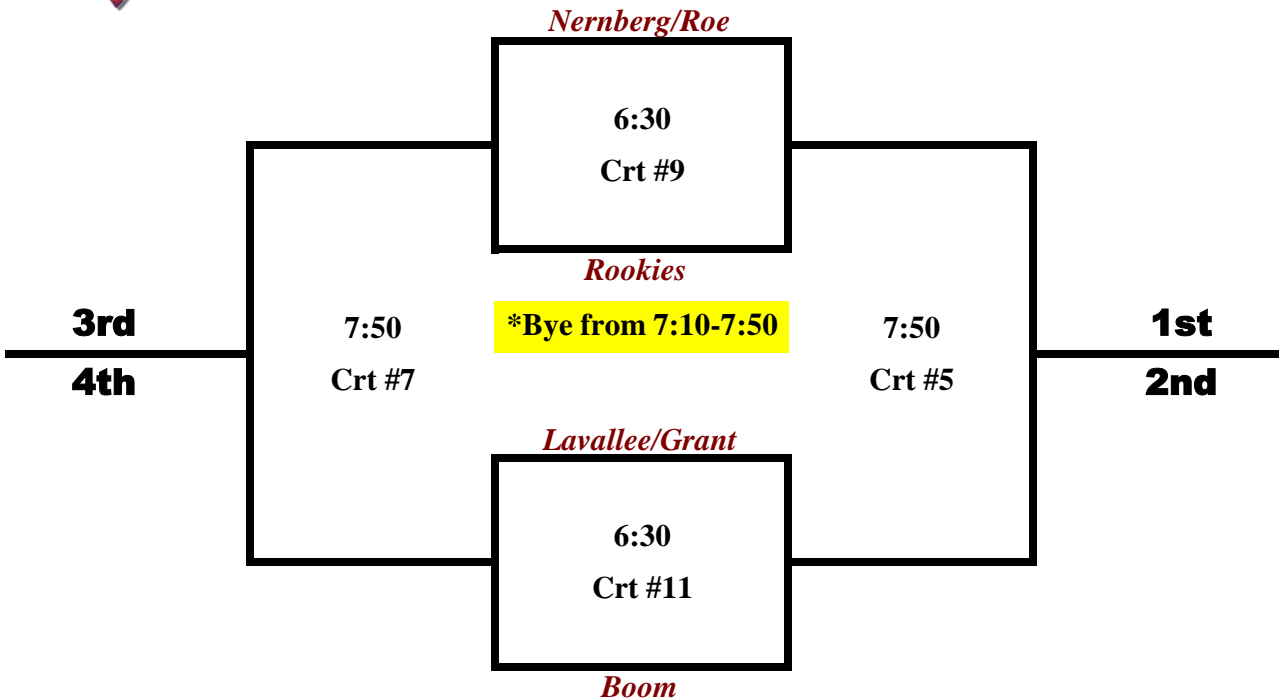 Nernberg/Roe
6:30
Crt #9
Rookies
*Bye from 7:10-7:50
3rd
4th
7:50
Crt #7
7:50
Crt #5
1st
2nd
Lavallee/Grant
6:30
Crt #11
Boom